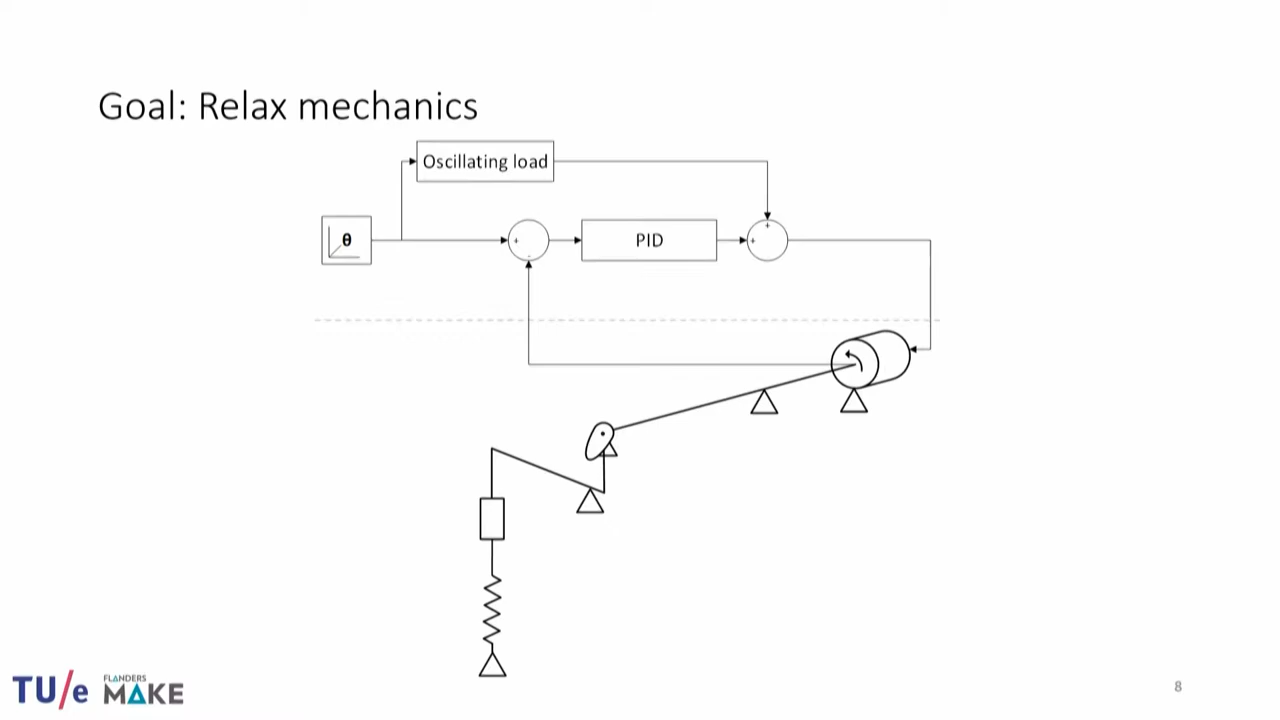 Goal: Relax mechanics
Oscillating load
θ
+
-
PID
+
+
TU/e
FLANDERS
MAKE
8